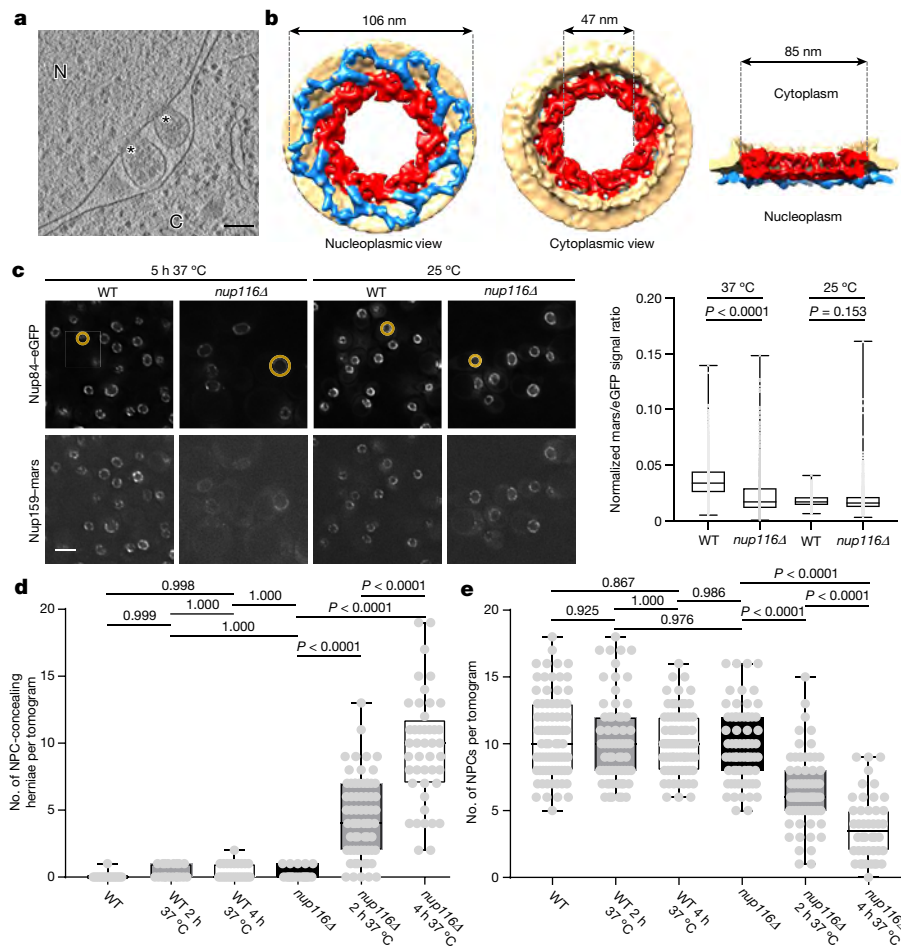 a
N
*
*
C
b
106 nm
47 nm
85 nm
Cytoplasm
Nucleoplasm
Nucleoplasmic view
Cytoplasmic view
c
5 h 37 °C
25 °C
WT
nup116Δ
WT
nup116Δ
Nup84–eGFP
Nup159–mars
Normalized mars/eGFP signal ratio
0.20
0.15
0.10
0.05
0
37 °C
25 °C
P < 0.0001
P = 0.153
WT
nup116Δ
WT
nup116Δ
d
No. of NPC-concealing
herniae per tomogram
20
15
10
5
0
P < 0.0001
0.998
1.000
P < 0.0001
0.999
1.000
1.000
P < 0.0001
WT
WT 2 h
37 °C
WT 4 h
37 °C
nup116Δ
nup116Δ
2 h 37 °C
nup116Δ
4 h 37 °C
e
No. of NPCs per tomogram
20
15
10
5
0
P < 0.0001
0.867
0.986
P < 0.0001
0.925
1.000
P < 0.0001
0.976
WT
WT 2 h
37 °C
WT 4 h
37 °C
nup116Δ
nup116Δ
2 h 37 °C
nup116Δ
4 h 37 °C